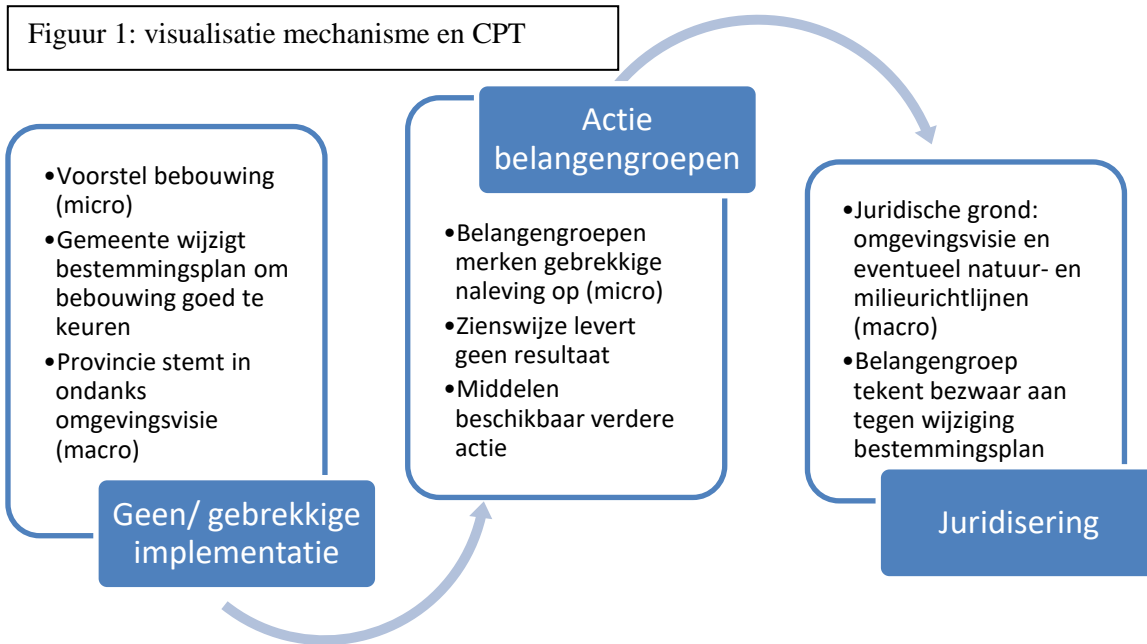 Figuur 1: visualisatie mechanisme en CPT
•Voorstel bebouwing
(micro)
•Gemeente wijzigt
bestemmingsplan om
bebouwing goed te
keuren
•Provincie stemt in
ondanks
omgevingsvisie
(macro)
Geen/ gebrekkige
implementatie
Actie
belangengroepen
•Belangengroepen
merken gebrekkige
naleving op (micro)
•Zienswijze levert
geen resultaat
•Middelen
beschikbaar verdere
actie
•Juridische grond:
omgevingsvisie en
eventueel natuur- en
milieurichtlijnen
(macro)
•Belangengroep
tekent bezwaar aan
tegen wijziging
bestemmingsplan
Juridisering